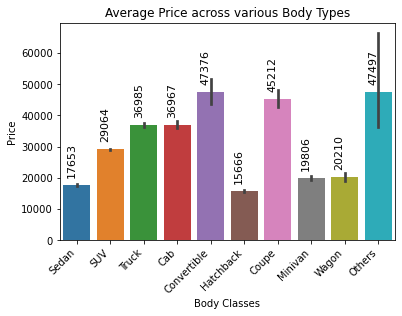 Average Price across various Body Types
Price
60000
50000
40000
30000
20000
10000
0
17653
29064
36985
36967
47376
15666
45212
19806
20210
47497
Sedan
SUV
Truck
Cab
Convertible
Hatchback
Coupe
Minivan
Wagon
Others
Body Classes